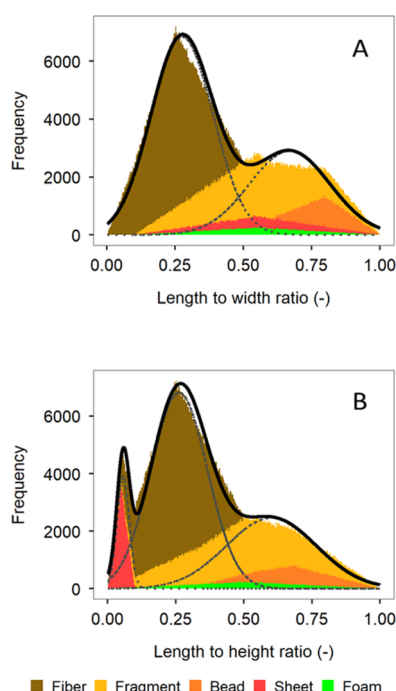 A
6000
4000
2000
0
Frequency
0.00 0.25 0.50 0.75 1.00
Length to width ratio (-)
B
6000
4000
2000
0
Frequency
0.00 0.25 0.50 0.75 1.00
Length to height ratio (-)
Fiber Fragment Bead Sheet Foam